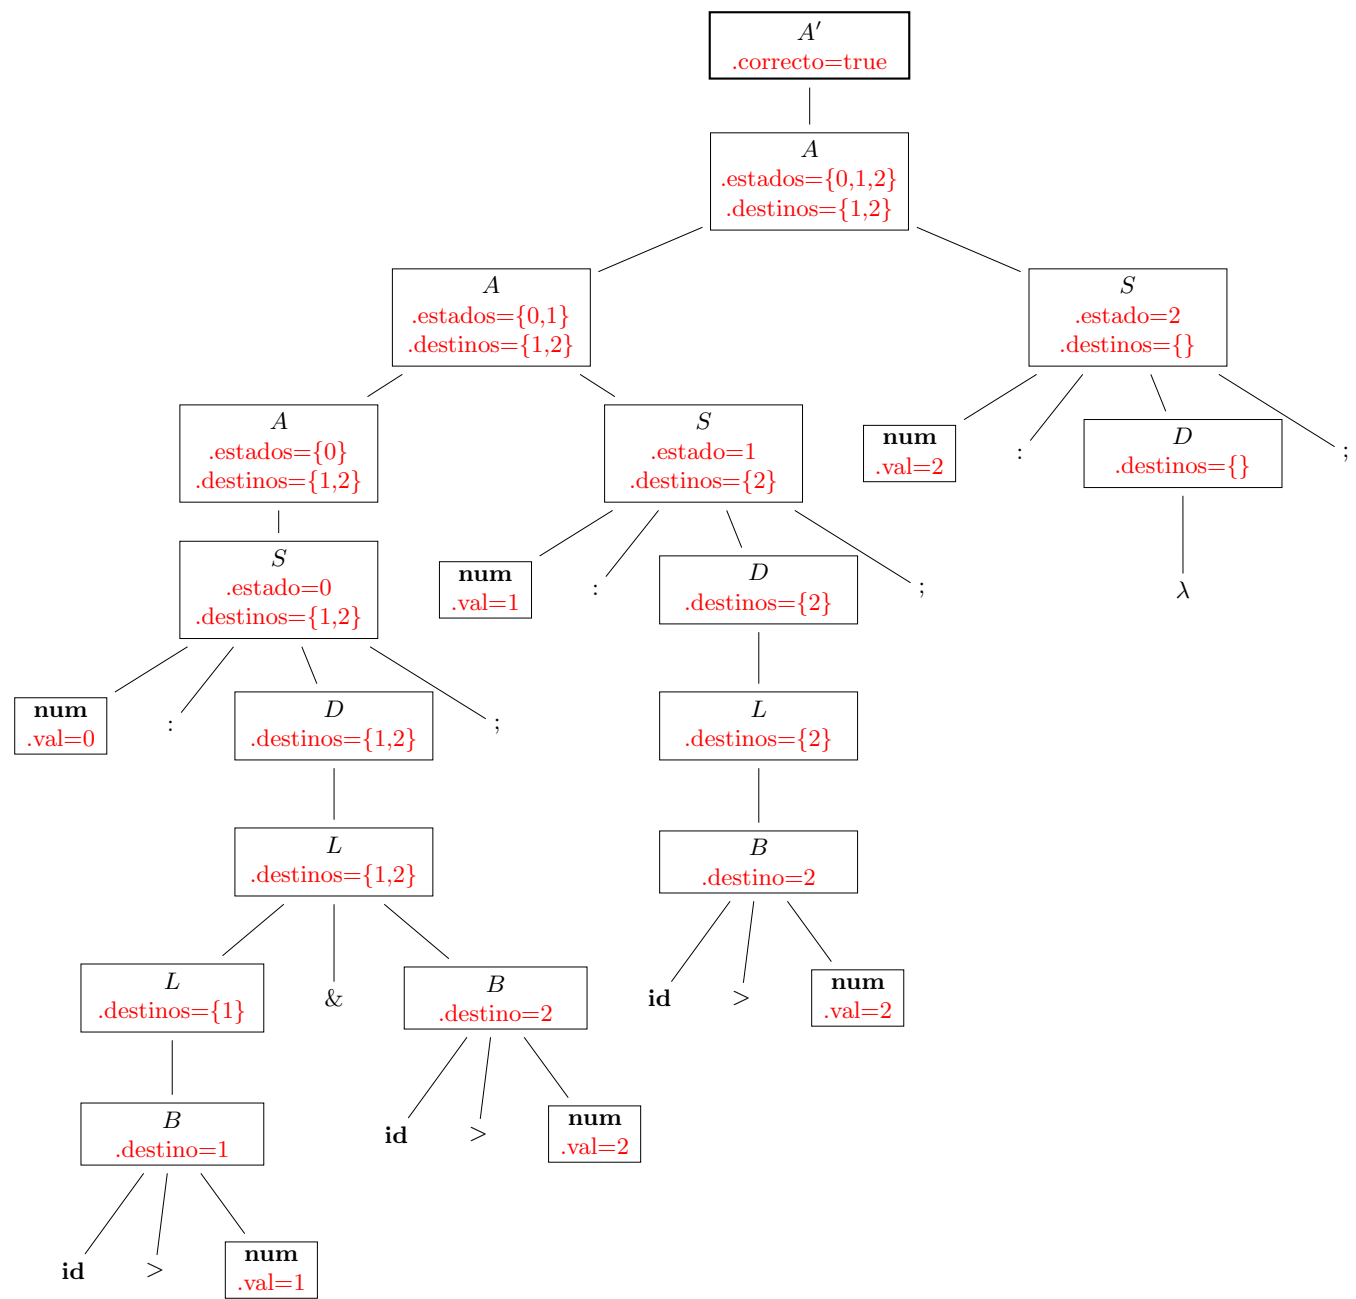 A′
.correcto=true
A
.estados={0,1,2}
.destinos={1,2}
A
.estados={0,1}
.destinos={1,2}
S
.estado=2
.destinos={}
A
.estados={0}
.destinos={1,2}
S
.estado=1
.destinos={2}
num
.val=2
:
D
.destinos={}
;
S
.estado=0
.destinos={1,2}
num
.val=1
:
D
.destinos={2}
;
λ
num
.val=0
:
D
.destinos={1,2}
;
L
.destinos={2}
L
.destinos={1,2}
B
.destino=2
L
.destinos={1}
&
B
.destino=2
id
>
num
.val=2
B
.destino=1
id
>
num
.val=2
id
>
num
.val=1